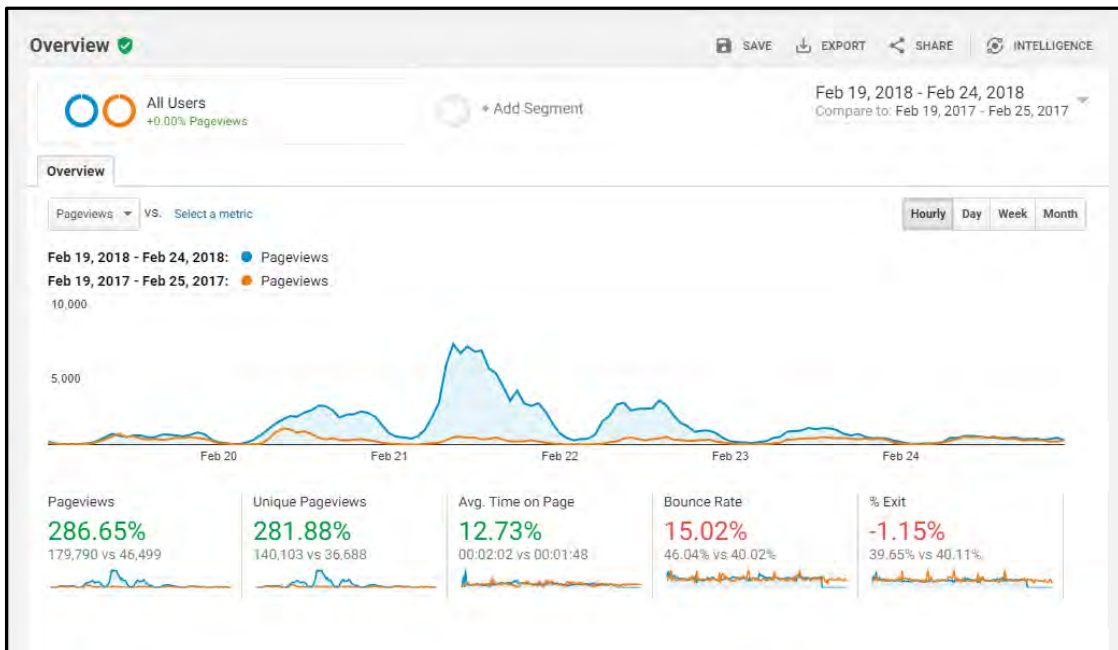 Overview
SAVE EXPORT SHARE INTELLIGENCE
All Users
+0.00% Pageviews
+ Add Segment
Feb 19, 2018 - Feb 24, 2018
Compare to: Feb 19, 2017 - Feb 25, 2017
Overview
Pageviews VS. Select a metric
Hourly Day Week Month
Feb 19, 2018 - Feb 24, 2018: Pageviews
Feb 19, 2017 - Feb 25, 2017: Pageviews
10,000
5,000
Feb 20 Feb 21 Feb 22 Feb 23 Feb 24
Pageviews Unique Pageviews Avg. Time on Page Bounce Rate % Exit
286.65% 281.88% 12.73% 15.02% -1.15%
179,790 vs 46,499 140,103 vs 36,688 00:02:02 vs 00:01:48 46.04% vs 40.02% 39.65% vs 40.11%